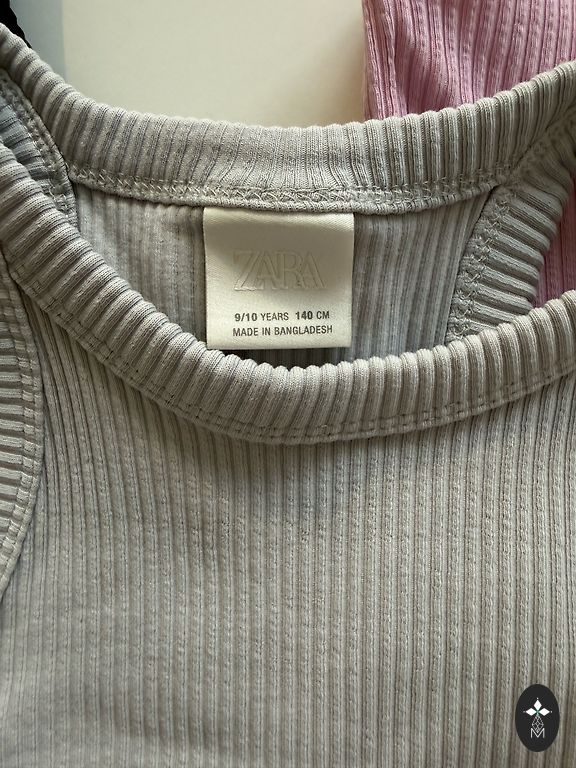 ZARA
9/10 YEARS 140 CM
MADE IN BANGLADESH
M